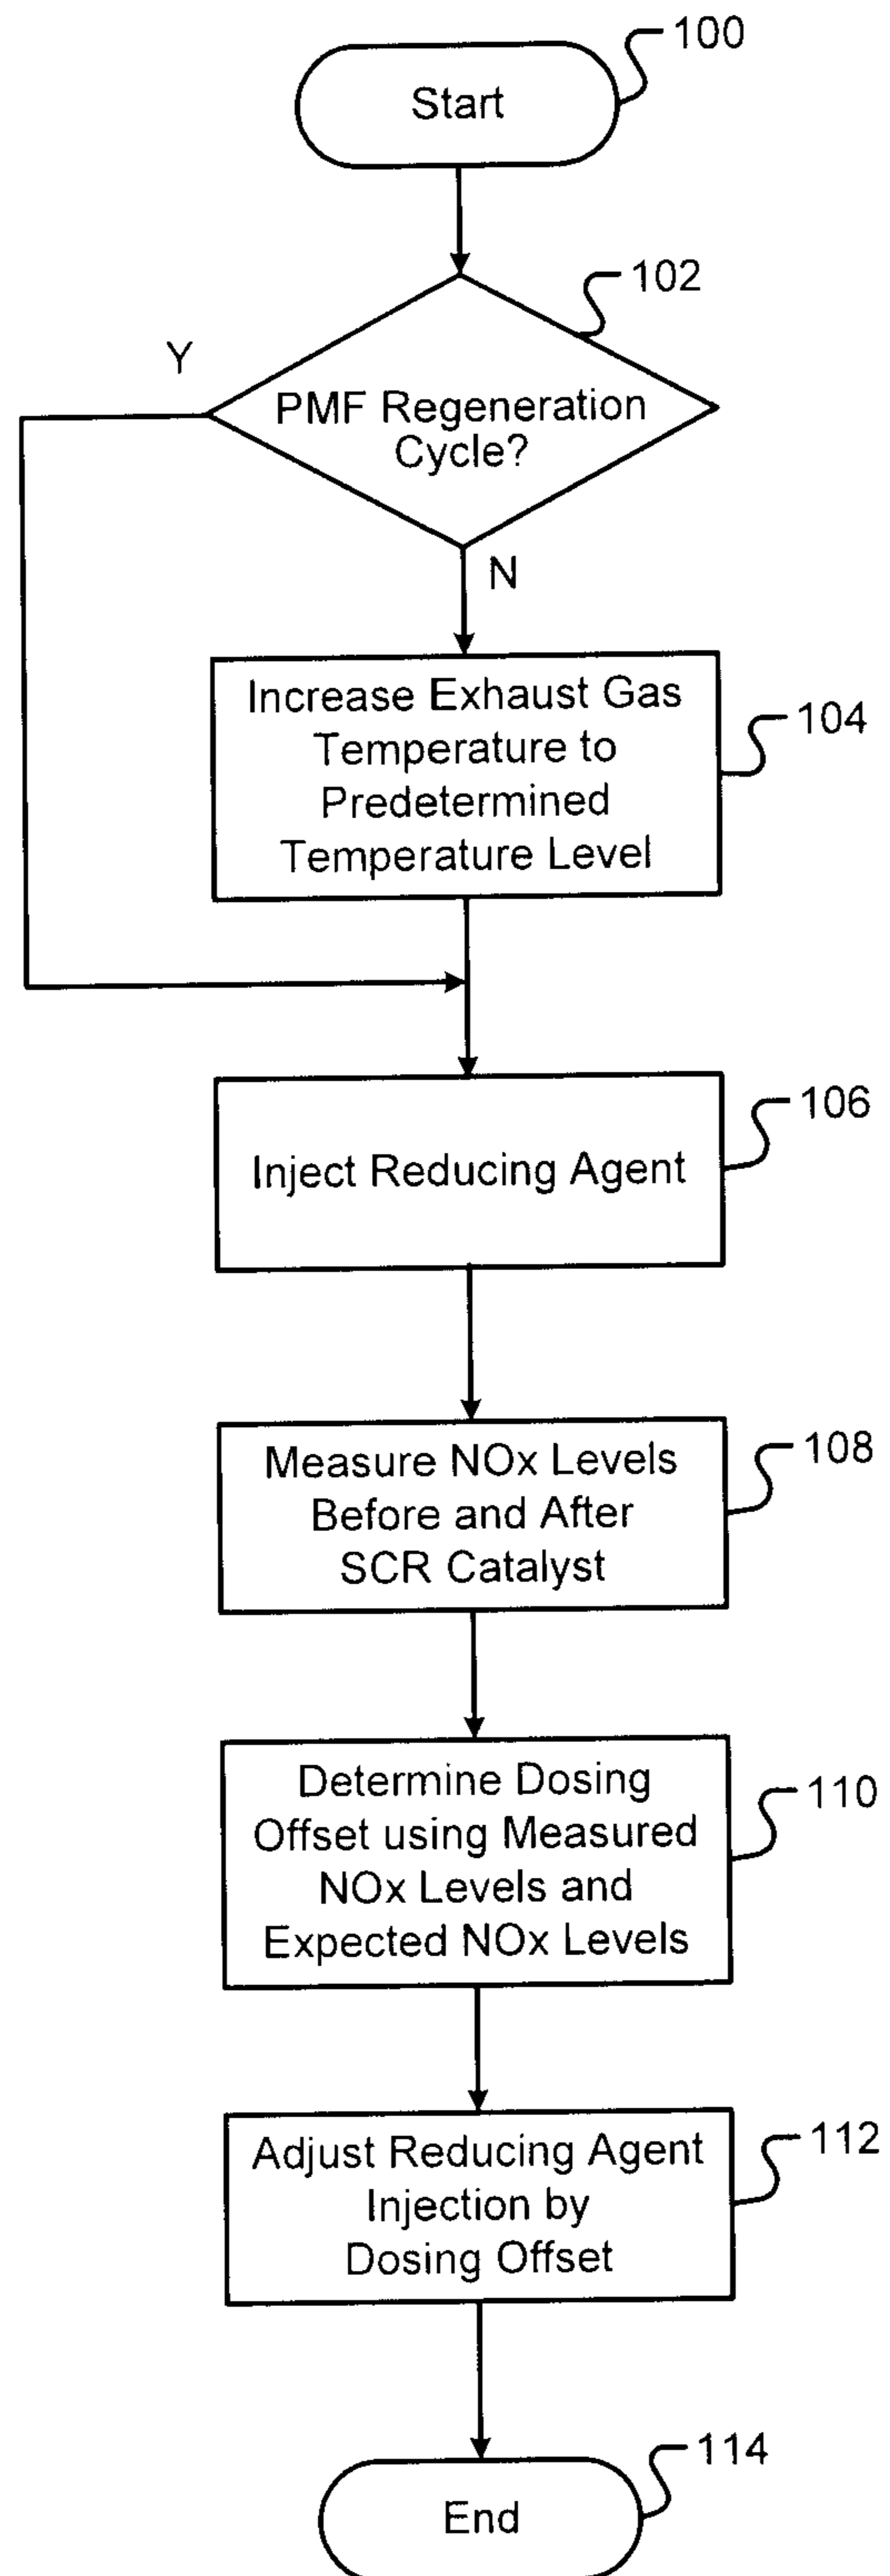 100
Start
102
Y
PMF Regeneration
Cycle?
N
Increase Exhaust Gas
Temperature to
Predetermined
Temperature Level
104
106
Inject Reducing Agent
108
Measure NOx Levels
Before and After
SCR Catalyst
110
Determine Dosing
Offset using Measured
NOx Levels and
Expected NOx Levels
112
Adjust Reducing Agent
Injection by
Dosing Offset
114
End